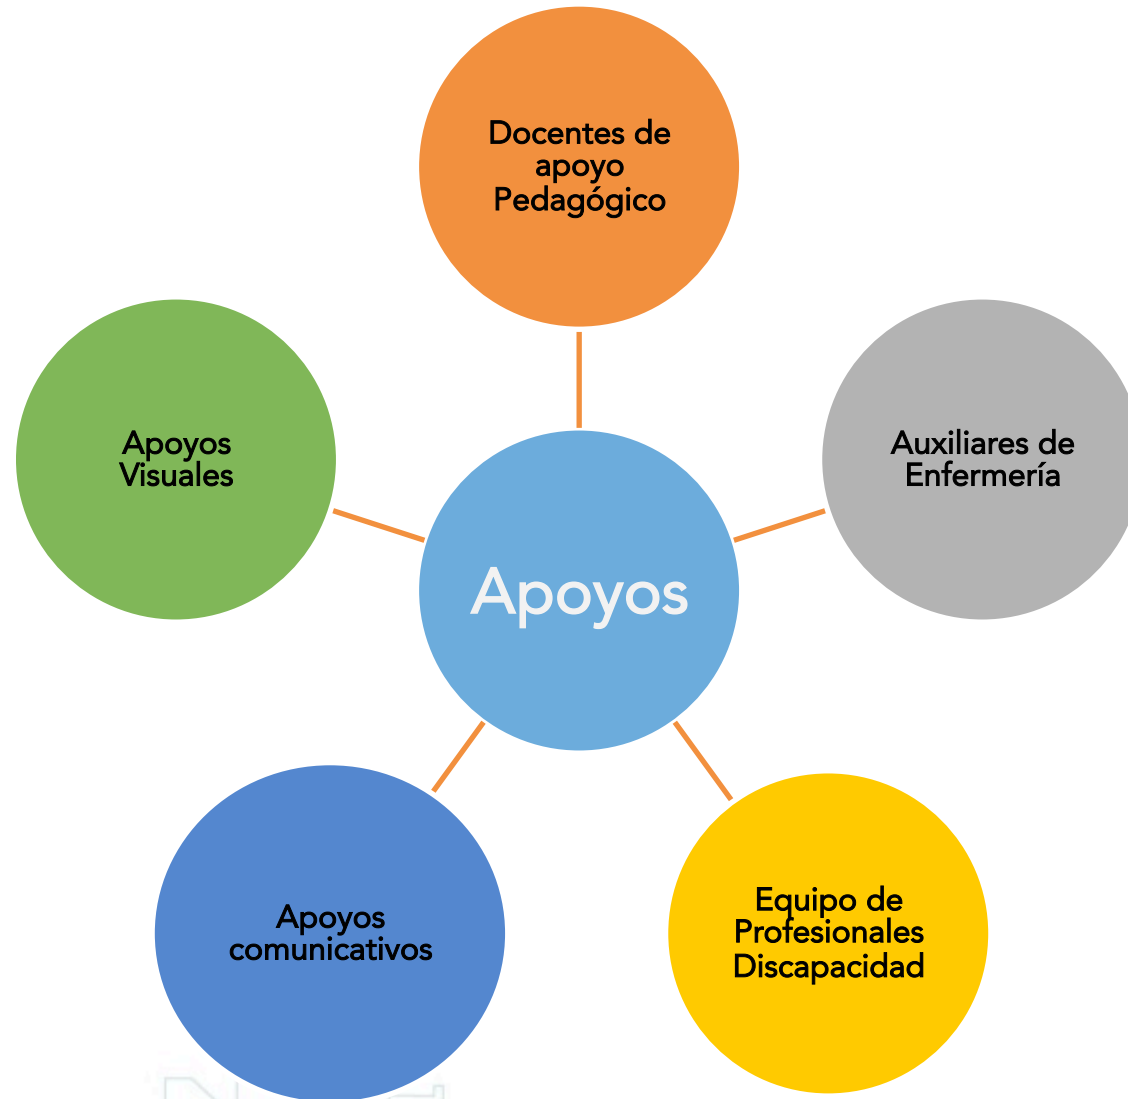 Docentes de
apoyo
Pedagógico
Apoyos
Visuales
Auxiliares de
Enfermería
Apoyos
Apoyos
comunicativos
Equipo de
Profesionales
Discapacidad